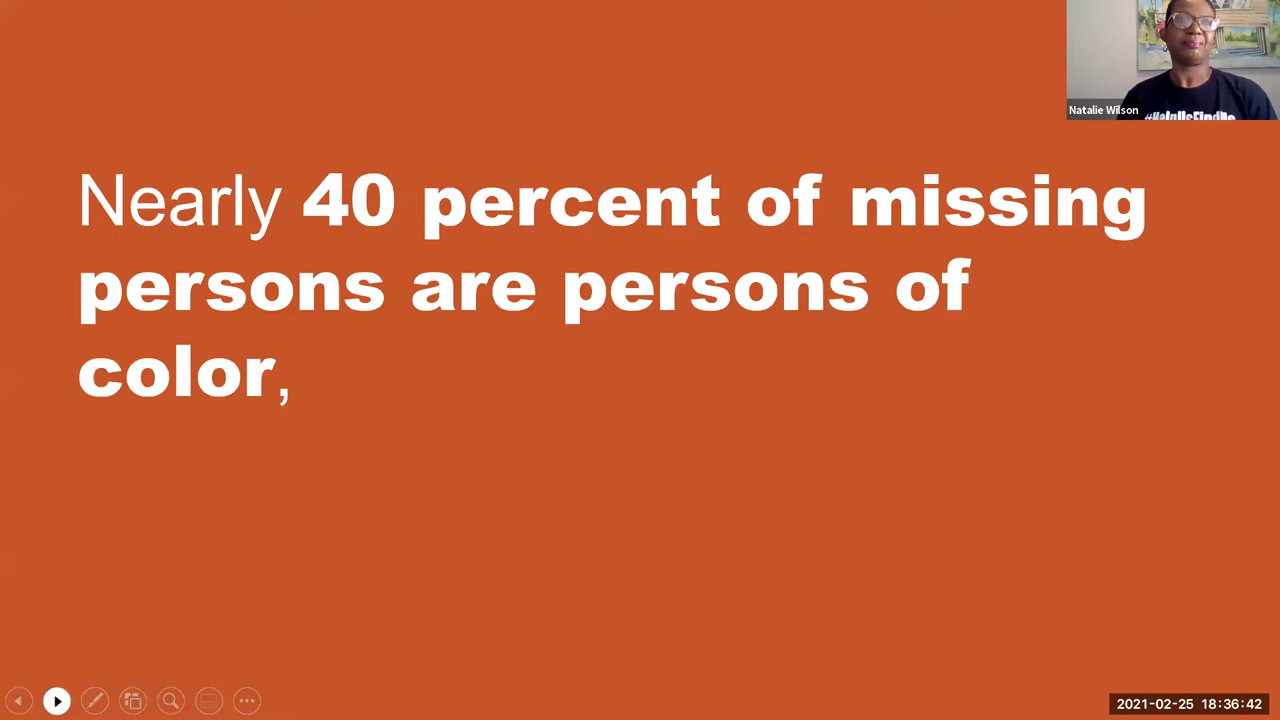 Natalie Wilson
Nearly 40 percent of missing
persons are persons of
color,
2021-02-25 18:36:42